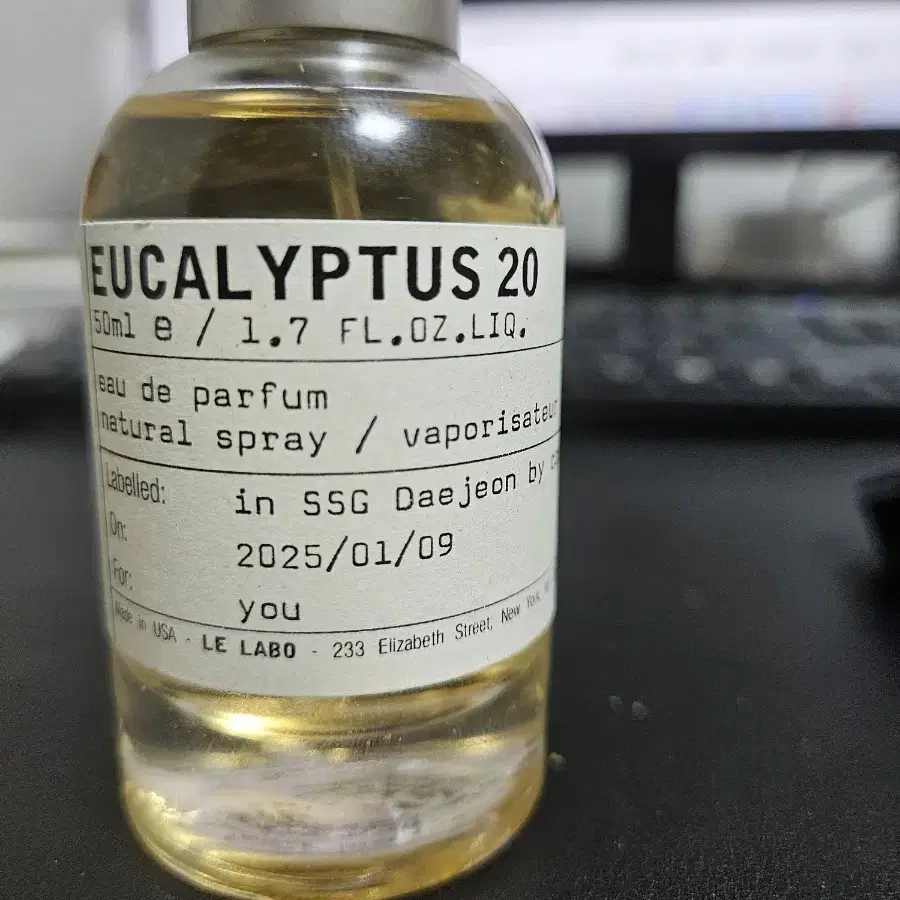 EUCALYPTUS 20
50ml e / 1.7 FL.OZ.LIQ.
eau de parfum
natural spray / vaporisateur
Labelled: in SSG Daejeon by
On: 2025/01/09
For: you
Made in USA - LE LABO - 233 Elizabeth Street, New York,